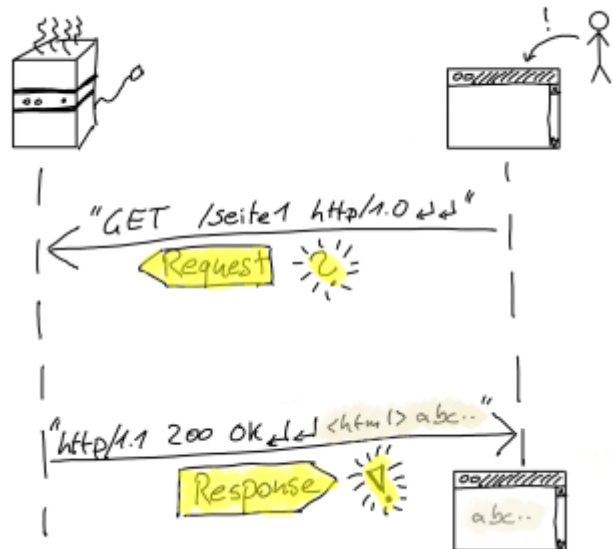 !
"GET /seite1 http/1.0 ↲↲"
Request ?
"http/1.1 200 OK ↲↲ <html> abc.."
Response !
abc..